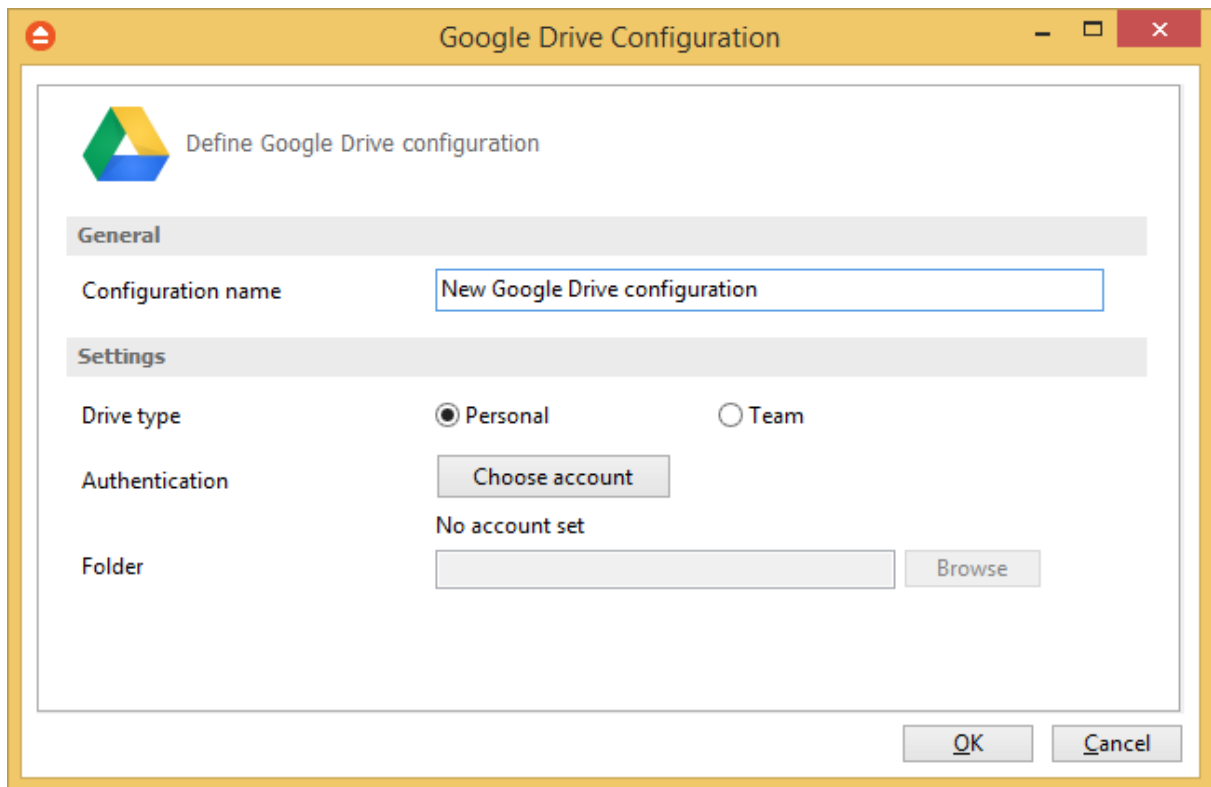 Google Drive Configuration
Define Google Drive configuration
General
Configuration name New Google Drive configuration
Settings
Drive type Personal Team
Authentication Choose account
No account set
Folder Browse
OK Cancel